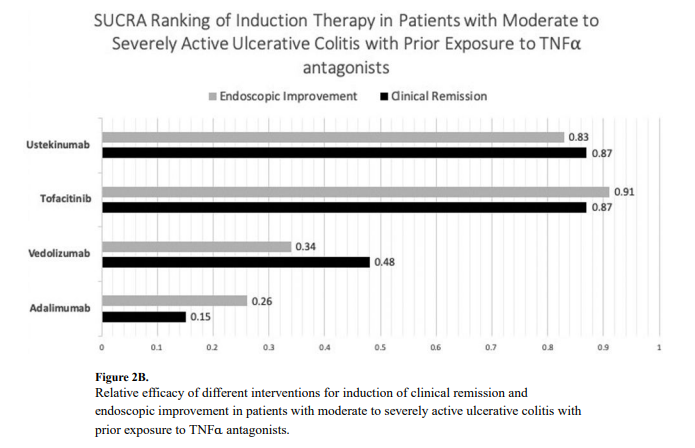 SUCRA Ranking of Induction Therapy in Patients with Moderate to
Severely Active Ulcerative Colitis with Prior Exposure to TNFα
antagonists
Endoscopic Improvement Clinical Remission
Ustekinumab 0.83
0.87
Tofacitinib 0.91
0.87
Vedolizumab 0.34
0.48
Adalimumab 0.26
0.15
0 0.1 0.2 0.3 0.4 0.5 0.6 0.7 0.8 0.9 1
Figure 2B.
Relative efficacy of different interventions for induction of clinical remission and
endoscopic improvement in patients with moderate to severely active ulcerative colitis with
prior exposure to TNFα antagonists.